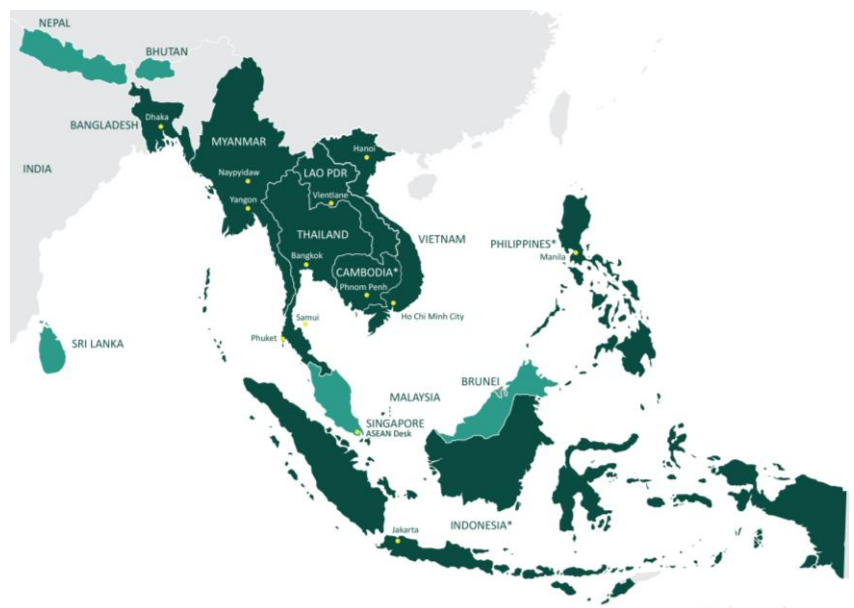 NEPAL
BHUTAN
Dhaka
BANGLADESH
MYANMAR
Hanoi
INDIA
LAO PDR
Naypyidaw
Vientiane
Yangon
THAILAND
VIETNAM
PHILIPPINES*
Manila
Bangkok
CAMBODIA*
Phnom Penh
Samui
Ho Chi Minh City
Phuket
SRI LANKA
BRUNEI
MALAYSIA
SINGAPORE
ASEAN Desk
INDONESIA*
Jakarta